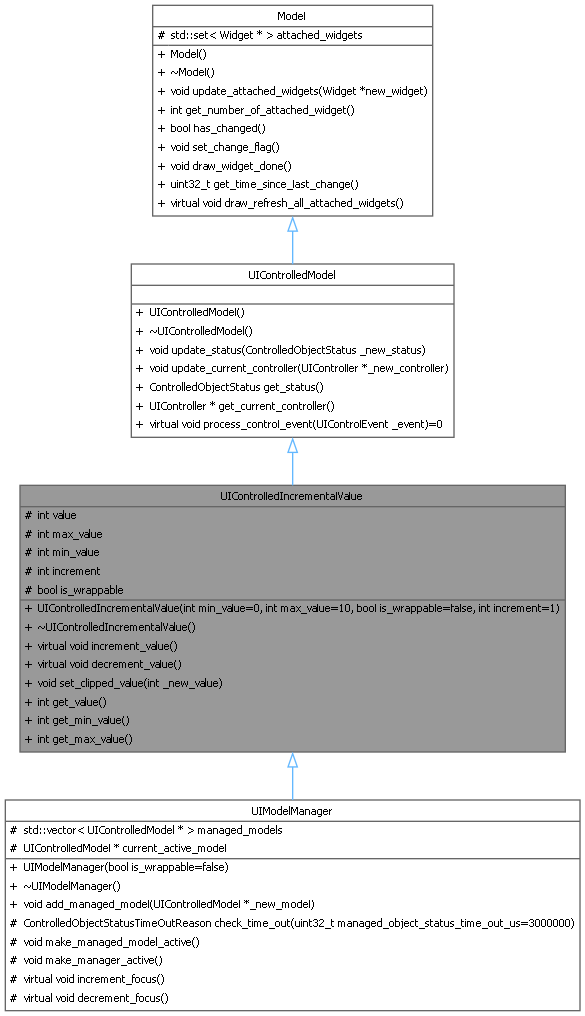 Model
# std::set< Widget * > attached_widgets
+ Model()
+ ~Model()
+ void update_attached_widgets(Widget *new_widget)
+ int get_number_of_attached_widget()
+ bool has_changed()
+ void set_change_flag()
+ void draw_widget_done()
+ uint32_t get_time_since_last_change()
+ virtual void draw_refresh_all_attached_widgets()
UIControlledModel
+ UIControlledModel()
+ ~UIControlledModel()
+ void update_status(ControlledObjectStatus _new_status)
+ void update_current_controller(UIController *_new_controller)
+ ControlledObjectStatus get_status()
+ UIController * get_current_controller()
+ virtual void process_control_event(UIControlEvent _event)=0
UIControlledIncrementalValue
# int value
# int max_value
# int min_value
# int increment
# bool is_wrappable
+ UIControlledIncrementalValue(int min_value=0, int max_value=10, bool is_wrappable=false, int increment=1)
+ ~UIControlledIncrementalValue()
+ virtual void increment_value()
+ virtual void decrement_value()
+ void set_clipped_value(int _new_value)
+ int get_value()
+ int get_min_value()
+ int get_max_value()
UIModelManager
# std::vector< UIControlledModel * > managed_models
# UIControlledModel * current_active_model
+ UIModelManager(bool is_wrappable=false)
+ ~UIModelManager()
+ void add_managed_model(UIControlledModel *_new_model)
# ControlledObjectStatusTimeOutReason check_time_out(uint32_t managed_object_status_time_out_us=3000000)
# void make_managed_model_active()
# void make_manager_active()
# virtual void increment_focus()
# virtual void decrement_focus()